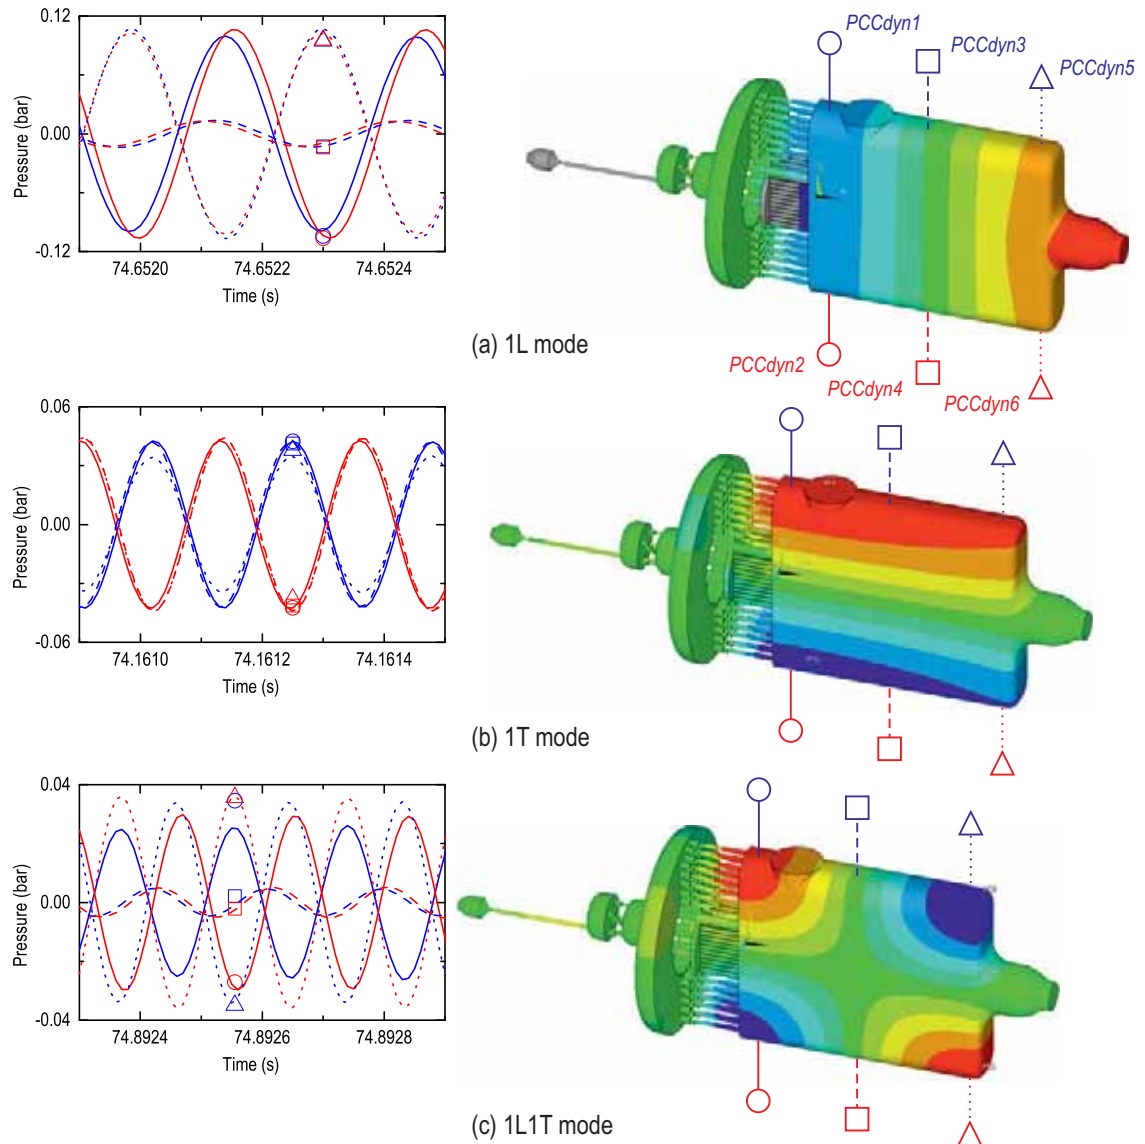 0.12
0.00
-0.12
Pressure (bar)
74.6520
74.6522
74.6524
Time (s)
PCCdyn1
PCCdyn3
PCCdyn5
(a) 1L mode
PCCdyn2
PCCdyn4
PCCdyn6
0.06
0.00
-0.06
Pressure (bar)
74.1610
74.1612
74.1614
Time (s)
(b) 1T mode
0.04
0.00
-0.04
Pressure (bar)
74.8924
74.8926
74.8928
Time (s)
(c) 1L1T mode